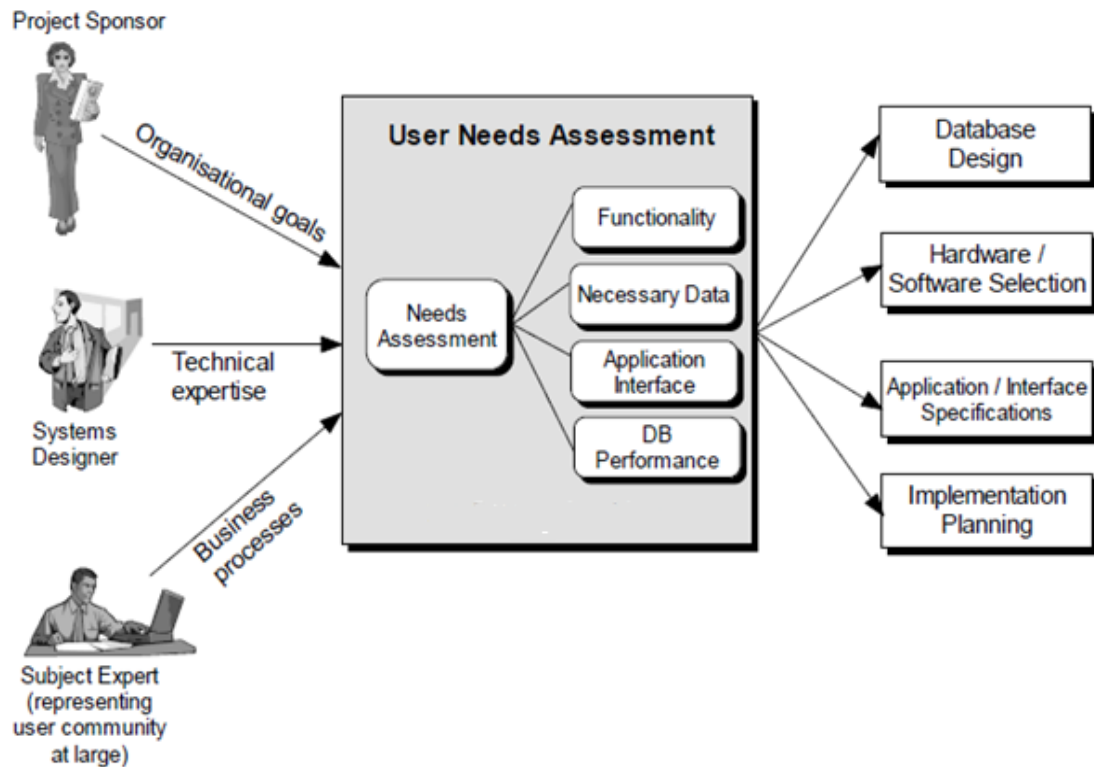 Project Sponsor
Organisational goals
Systems
Designer
Technical
expertise
Subject Expert
(representing
user community
at large)
Business
processes
User Needs Assessment
Needs
Assessment
Functionality
Necessary Data
Application
Interface
DB
Performance
Database
Design
Hardware /
Software Selection
Application / Interface
Specifications
Implementation
Planning